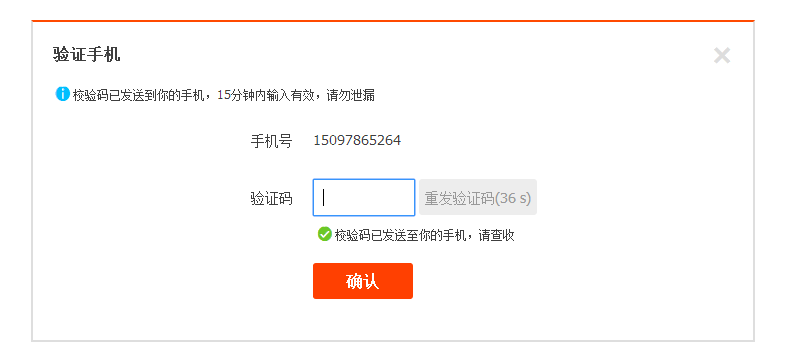 验证手机
校验码已发送到你的手机，15分钟内输入有效，请勿泄漏
手机号 15097865264
验证码 重发验证码(36 s)
校验码已发送至你的手机，请查收
确认